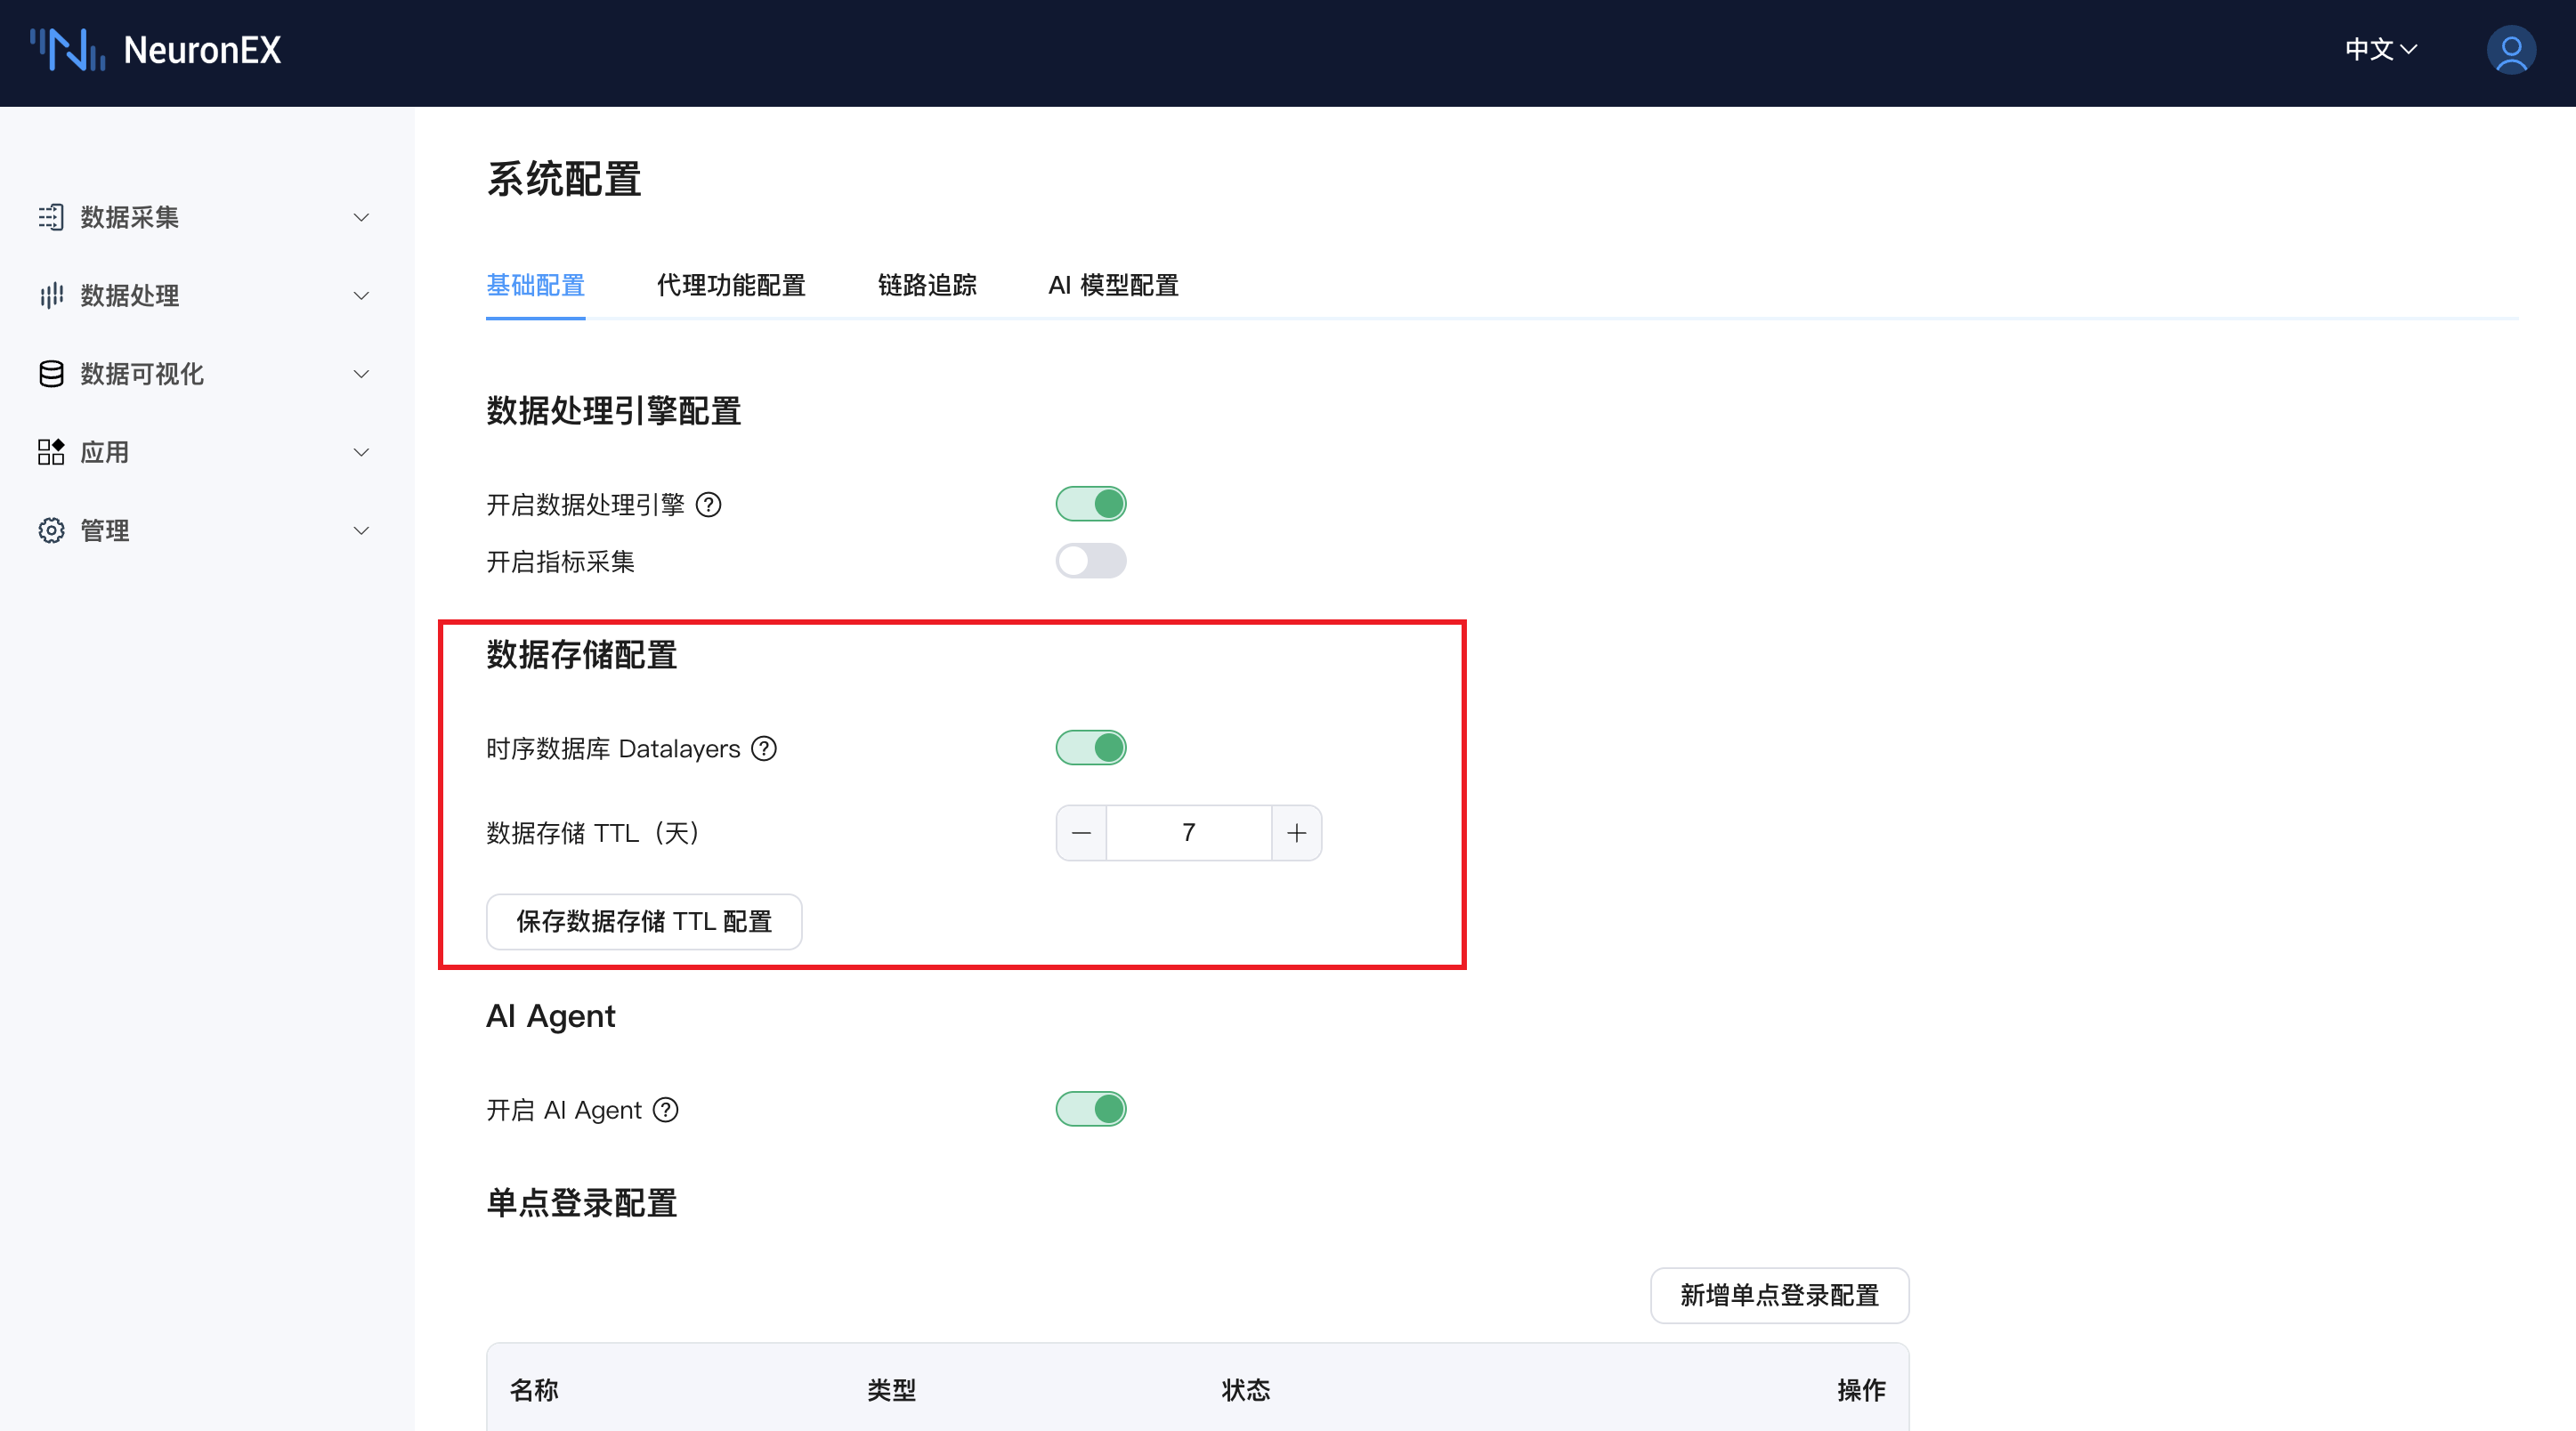 NeuronEX
中文
数据采集
数据处理
数据可视化
应用
管理
系统配置
基础配置 代理功能配置 链路追踪 AI 模型配置
数据处理引擎配置
开启数据处理引擎 ?
开启指标采集
数据存储配置
时序数据库 Datalayers ?
数据存储 TTL（天） 7
保存数据存储 TTL 配置
AI Agent
开启 AI Agent ?
单点登录配置
新增单点登录配置
名称 类型 状态 操作